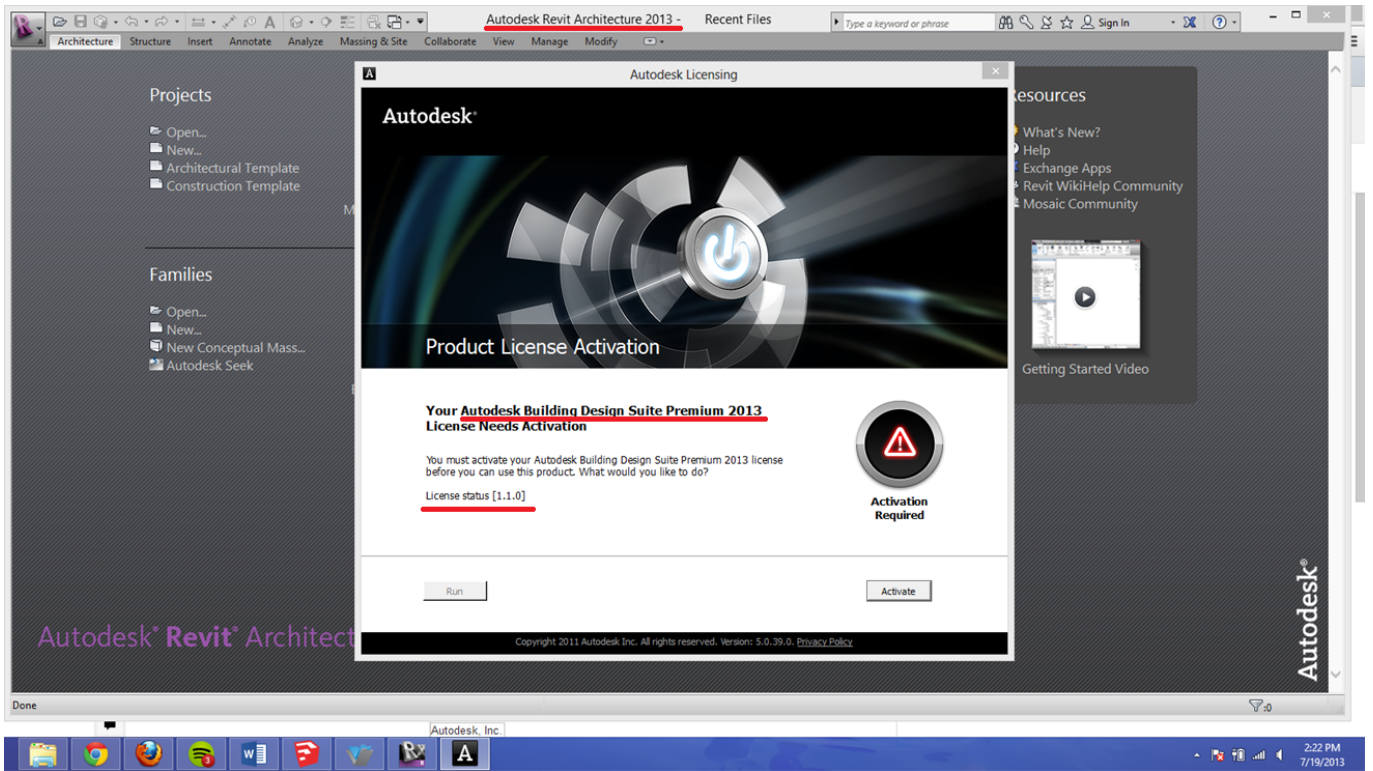 Autodesk Revit Architecture 2013 - Recent Files
Type a keyword or phrase
Sign In
Architecture Structure Insert Annotate Analyze Massing & Site Collaborate View Manage Modify
Projects
Open...
New...
Architectural Template
Construction Template
M
Families
Open...
New...
New Conceptual Mass...
Autodesk Seek
Autodesk® Revit® Architect
Autodesk Licensing
Autodesk®
Product License Activation
Your Autodesk Building Design Suite Premium 2013
License Needs Activation
You must activate your Autodesk Building Design Suite Premium 2013 license
before you can use this product. What would you like to do?
License status [1.1.0]
Activation
Required
Run
Activate
Copyright 2011 Autodesk Inc. All rights reserved. Version: 5.0.39.0. Privacy Policy
esources
What's New?
Help
Exchange Apps
Revit WikiHelp Community
Mosaic Community
Getting Started Video
Autodesk®
Done
:0
Autodesk, Inc.
2:22 PM
7/19/2013